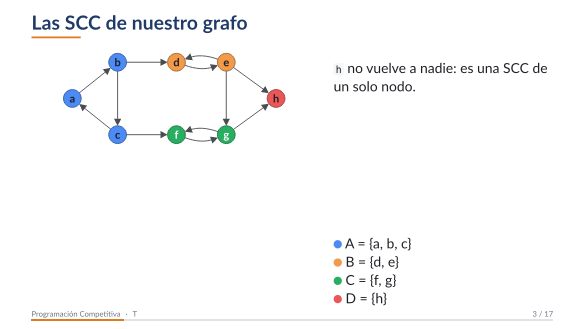 Las SCC de nuestro grafo
b
d
e
a
h
c
f
g
h no vuelve a nadie: es una SCC de
un solo nodo.
A = {a, b, c}
B = {d, e}
C = {f, g}
D = {h}
Programación Competitiva · T
3 / 17